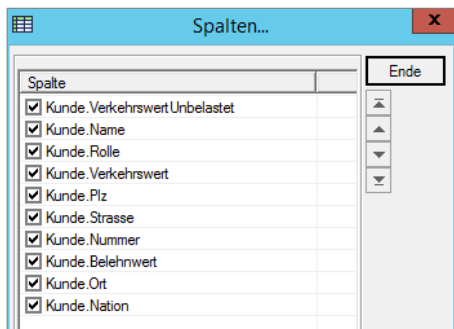 Spalten...
x
Ende
Spalte
Kunde.VerkehrswertUnbelastet
Kunde.Name
Kunde.Rolle
Kunde.Verkehrswert
Kunde.Plz
Kunde.Strasse
Kunde.Nummer
Kunde.Belehnwert
Kunde.Ort
Kunde.Nation